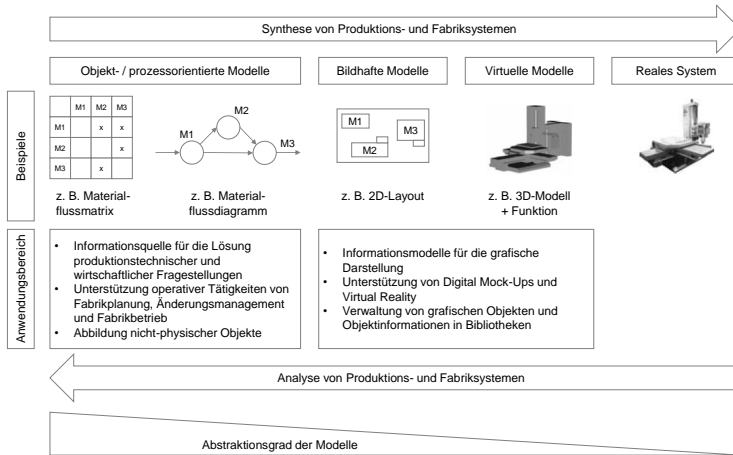 Synthese von Produktions- und Fabriksystemen
Objekt- / prozessorientierte Modelle
Bildhafte Modelle
Virtuelle Modelle
Reales System
Beispiele
M1 M2 M3
M1 x x
M2 x
M3 x
M1
M2
M3
M1
M2
M3
z. B. Material-
flussmatrix
z. B. Material-
flussdiagramm
z. B. 2D-Layout
z. B. 3D-Modell
+ Funktion
Anwendungsbereich
• Informationsquelle für die Lösung
produktionstechnischer und
wirtschaftlicher Fragestellungen
• Unterstützung operativer Tätigkeiten von
Fabrikplanung, Änderungsmanagement
und Fabrikbetrieb
• Abbildung nicht-physischer Objekte
• Informationsmodelle für die grafische
Darstellung
• Unterstützung von Digital Mock-Ups und
Virtual Reality
• Verwaltung von grafischen Objekten und
Objektinformationen in Bibliotheken
Analyse von Produktions- und Fabriksystemen
Abstraktionsgrad der Modelle